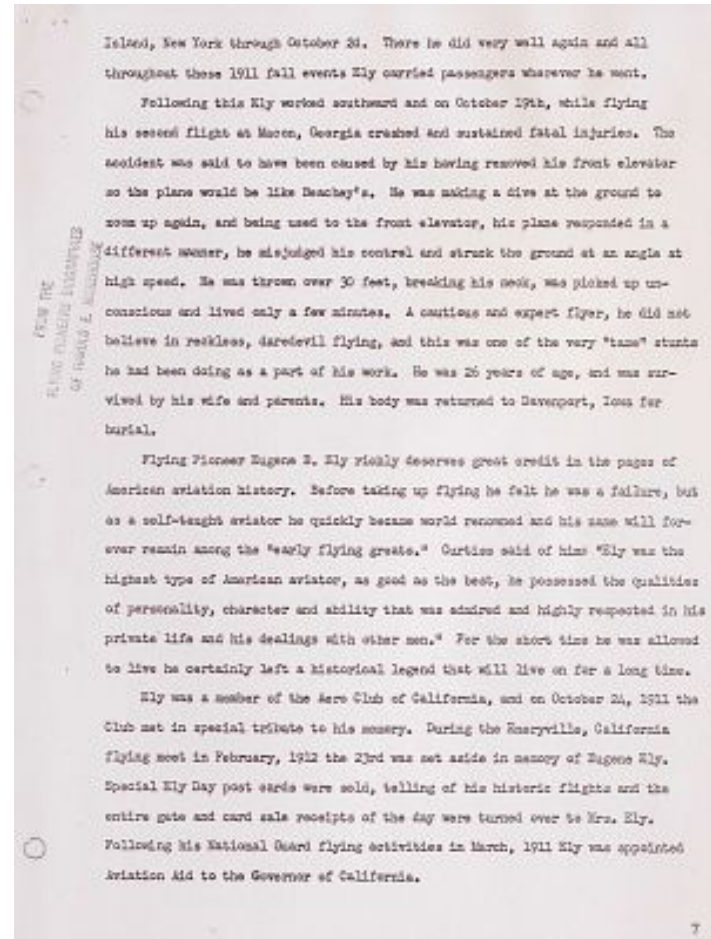 Island, New York through October 2d. There he did very well again and all
throughout these 1911 fall events Ely carried passengers wherever he went.
Following this Ely worked southward and on October 19th, while flying
his second flight at Macon, Georgia crashed and sustained fatal injuries. The
accident was said to have been caused by his having removed his front elevator
so the plane would be like Beachey's. He was making a dive at the ground to
zoom up again, and being used to the front elevator, his plane responded in a
different manner, he misjudged his control and struck the ground at an angle at
high speed. He was thrown over 30 feet, breaking his neck, was picked up un-
conscious and lived only a few minutes. A cautious and expert flyer, he did not
believe in reckless, daredevil flying, and this was one of the very "tame" stunts
he had been doing as a part of his work. He was 26 years of age, and was sur-
vived by his wife and parents. His body was returned to Davenport, Iowa for
burial.
Flying Pioneer Eugene B. Ely richly deserves great credit in the pages of
American aviation history. Before taking up flying he felt he was a failure, but
as a self-taught aviator he quickly became world renowned and his name will for-
ever remain among the "early flying greats." Curtiss said of him: "Ely was the
highest type of American aviator, as good as the best, he possessed the qualities
of personality, character and ability that was admired and highly respected in his
private life and his dealings with other men." For the short time he was allowed
to live he certainly left a historical legend that will live on for a long time.
Ely was a member of the Aero Club of California, and on October 24, 1911 the
Club met in special tribute to his memory. During the Emeryville, California
flying meet in February, 1912 the 23rd was set aside in memory of Eugene Ely.
Special Ely Day post cards were sold, telling of his historic flights and the
entire gate and card sale receipts of the day were turned over to Mrs. Ely.
Following his National Guard flying activities in March, 1911 Ely was appointed
Aviation Aid to the Governor of California.
FROM THE
FLYING PIONEERS BIOGRAPHIES
OF HAROLD E. MOREHOUSE
7